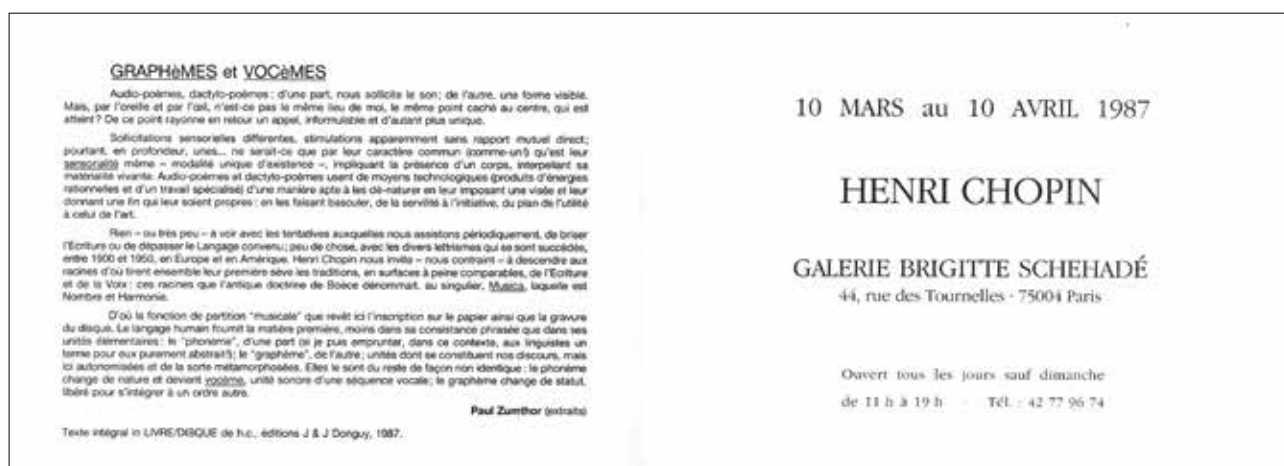 GRAPHèMES et VOCèMES
Audio-poèmes, dactylo-poèmes : d'une part, nous sollicite le son; de l'autre, une forme visible.
Mais, par l'oreille et par l'œil, n'est-ce pas le même lieu de moi, le même point caché au centre, qui est
atteint? De ce point rayonne en retour un appel, informulable et d'autant plus unique.
Sollicitations sensorielles différentes, stimulations apparemment sans rapport mutuel direct;
pourtant, en profondeur, unes... ne serait-ce que par leur caractère commun (comme-un!) qu'est leur
sensorialité même – modalité unique d'existence –, impliquant la présence d'un corps, interpellant sa
matérialité vivante. Audio-poèmes et dactylo-poèmes usent de moyens technologiques (produits d'énergies
rationnelles et d'un travail spécialisé) d'une manière apte à les dé-naturer en leur imposant une visée et leur
donnant une fin qui leur soient propres : en les faisant basculer, de la servilité à l'initiative, du plan de l'utilité
à celui de l'art.
Rien – ou très peu – à voir avec les tentatives auxquelles nous assistons périodiquement, de briser
l'Ecriture ou de dépasser le Langage convenu; peu de chose, avec les divers lettrismes qui se sont succédés,
entre 1900 et 1950, en Europe et en Amérique. Henri Chopin nous invite – nous contraint – à descendre aux
racines d'où tirent ensemble leur première sève les traditions, en surfaces à peine comparables, de l'Ecriture
et de la Voix : ces racines que l'antique doctrine de Boèce dénommait, au singulier, Musica, laquelle est
Nombre et Harmonie.
D'où la fonction de partition "musicale" que revêt ici l'inscription sur le papier ainsi que la gravure
du disque. Le langage humain fournit la matière première, moins dans sa consistance phrasée que dans ses
unités élémentaires : le "phonème", d'une part (si je puis emprunter, dans ce contexte, aux linguistes un
terme pour eux purement abstrait!); le "graphème", de l'autre; unités dont se constituent nos discours, mais
ici autonomisées et de la sorte métamorphosées. Elles le sont du reste de façon non identique : le phonème
change de nature et devient vocème, unité sonore d'une séquence vocale; le graphème change de statut,
libéré pour s'intégrer à un ordre autre.
Paul Zumthor (extraits)
Texte intégral in LIVRE/DISQUE de h.c., éditions J & J Donguy, 1987.
10 MARS au 10 AVRIL 1987
HENRI CHOPIN
GALERIE BRIGITTE SCHEHADÉ
44, rue des Tournelles · 75004 Paris
Ouvert tous les jours sauf dimanche
de 11 h à 19 h - Tél. : 42 77 96 74